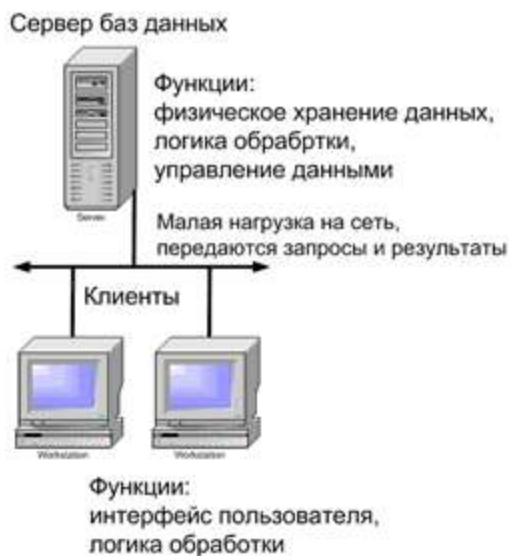 Сервер баз данных
Функции:
физическое хранение данных,
логика обрабртки,
управление данными
Server
Малая нагрузка на сеть,
передаются запросы и результаты
Клиенты
Workstation
Workstation
Функции:
интерфейс пользователя,
логика обработки